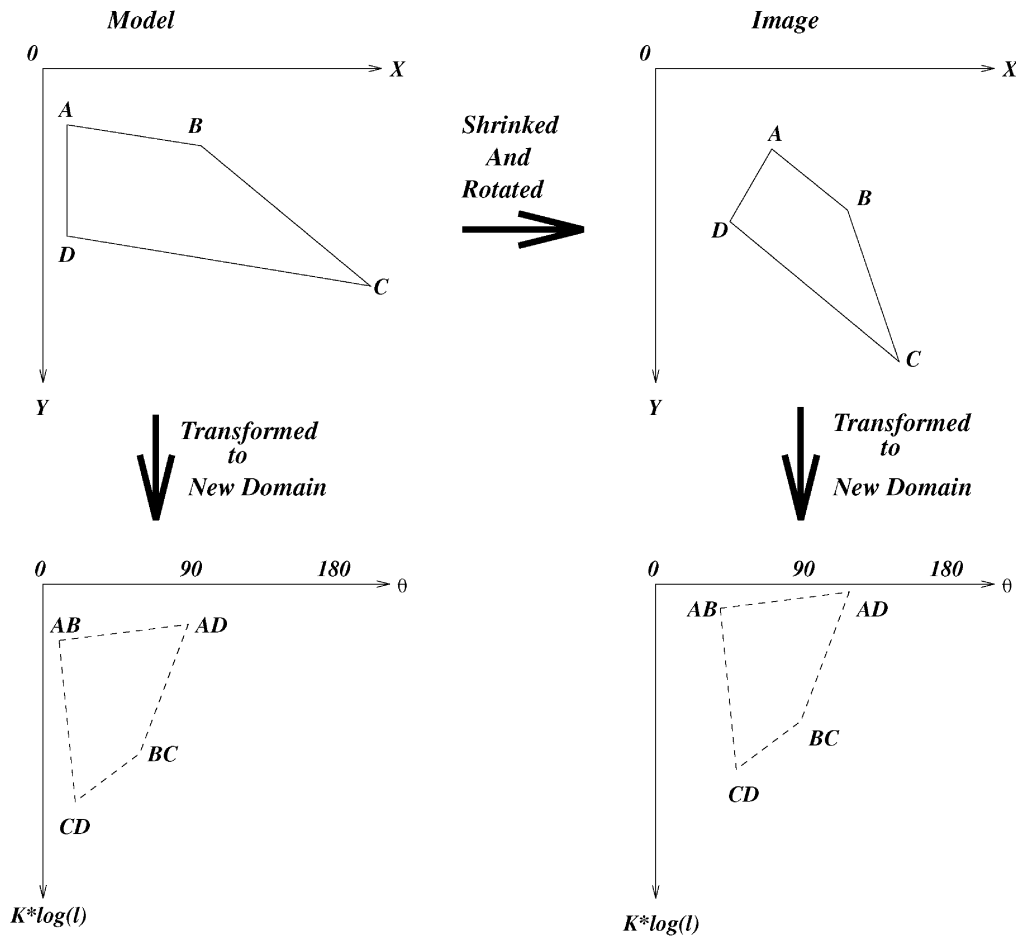 Model
Image
0
X
A
B
D
C
Y
Shrinked
And
Rotated
0
X
A
B
D
C
Y
Transformed
to
New Domain
Transformed
to
New Domain
0 90 180
θ
AB
AD
BC
CD
K*log(l)
0 90 180
θ
AB
AD
BC
CD
K*log(l)